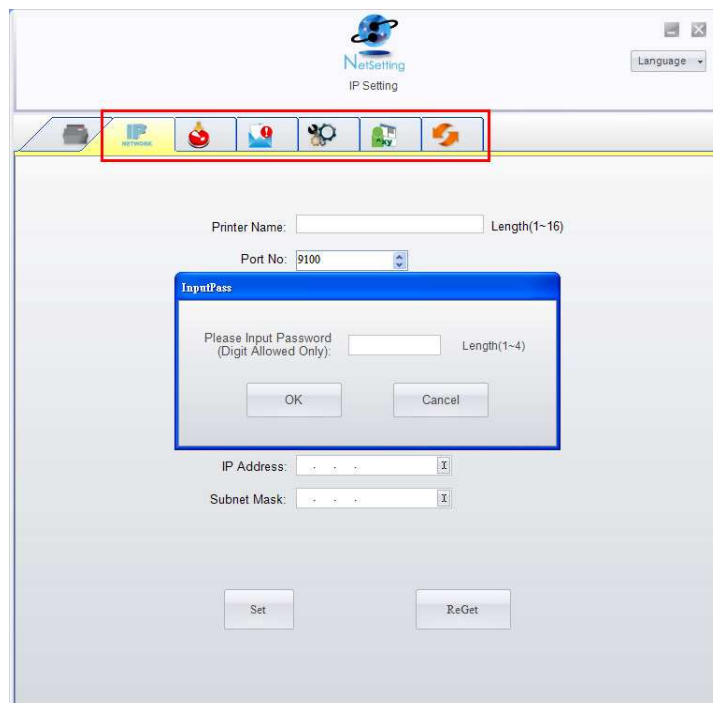 NetSetting
Language
IP Setting
IP
NETWORK
Printer Name:
Length(1~16)
Port No: 9100
InputPass
Please Input Password
(Digit Allowed Only):
Length(1~4)
OK
Cancel
IP Address: . . .
Subnet Mask: . . .
Set
ReGet